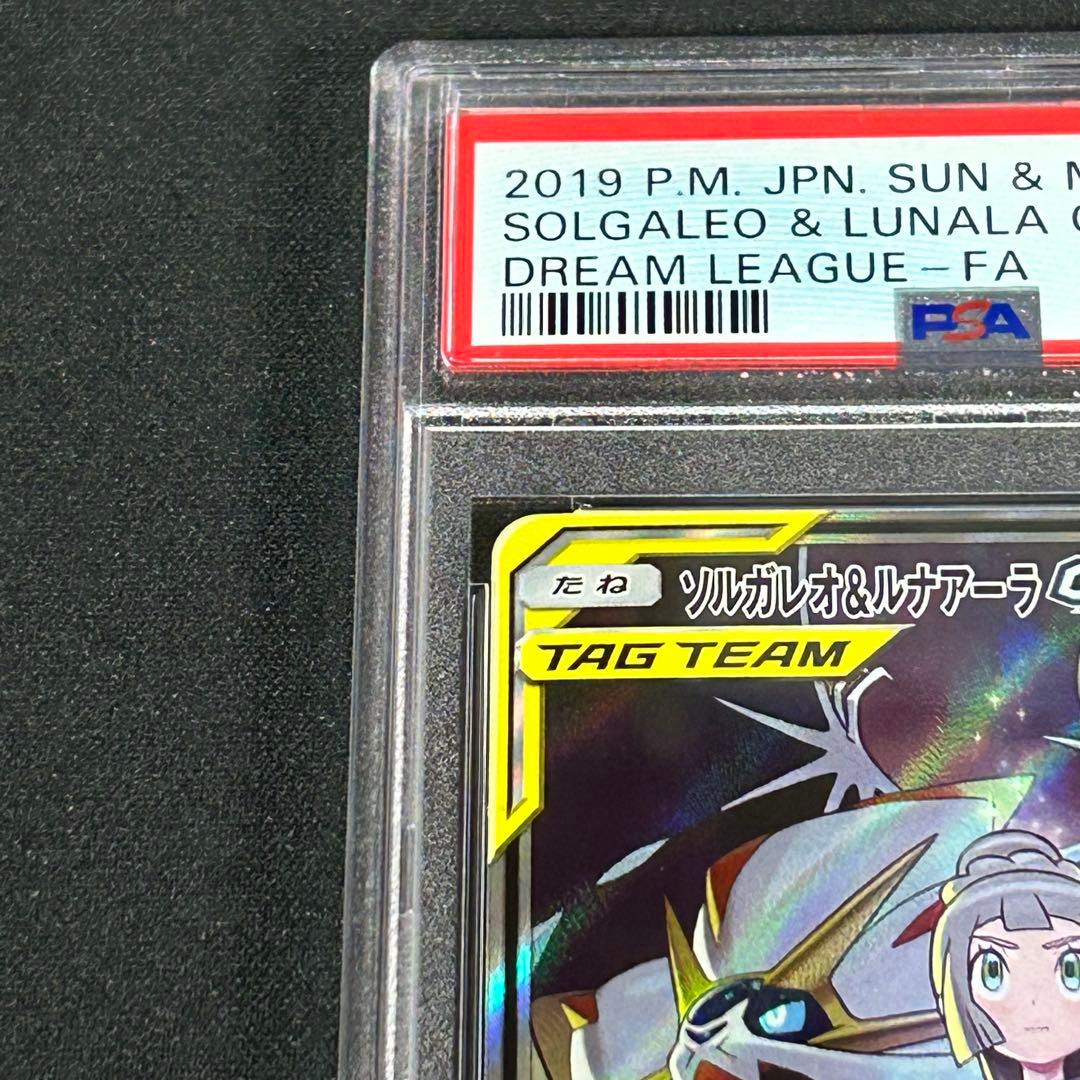 2019 P.M. JPN. SUN & M
SOLGALEO & LUNALA G
DREAM LEAGUE - FA
PSA
たね ソルガレオ&ルナアーラ
TAG TEAM